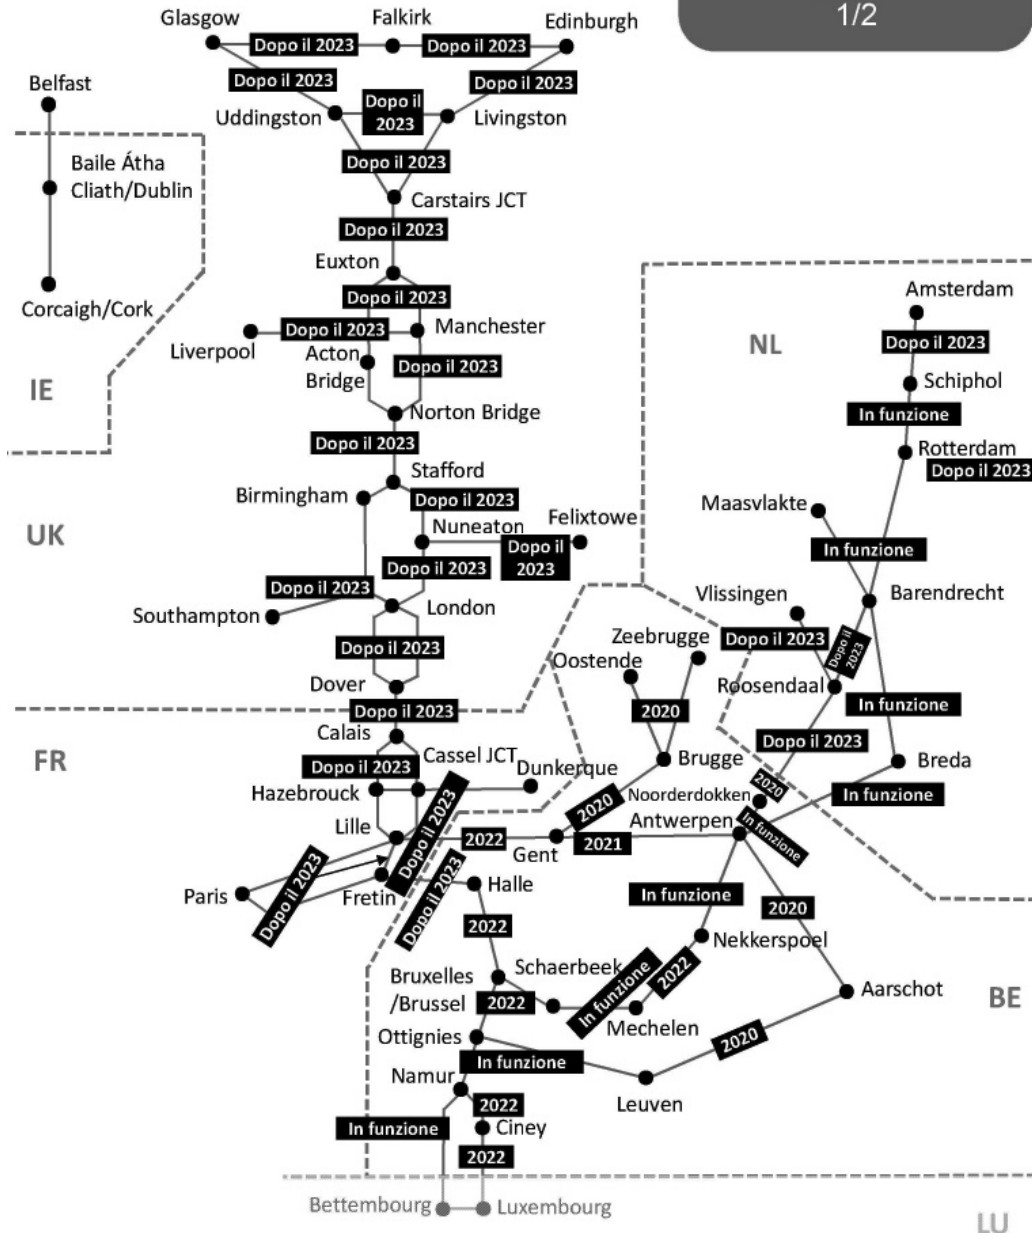 1/2
Glasgow
Falkirk
Edinburgh
Dopo il 2023
Dopo il 2023
Dopo il 2023
Dopo il 2023
Belfast
Uddingston
Dopo il
2023
Livingston
Baile Átha
Cliath/Dublin
Dopo il 2023
Carstairs JCT
Dopo il 2023
Euxton
Corcaigh/Cork
Dopo il 2023
Amsterdam
Liverpool
Dopo il 2023
Manchester
NL
Dopo il 2023
Acton
Bridge
Dopo il 2023
IE
Schiphol
Norton Bridge
In funzione
Dopo il 2023
Rotterdam
Dopo il 2023
Stafford
Birmingham
Dopo il 2023
Maasvlakte
UK
Nuneaton
Felixtowe
Dopo il
2023
In funzione
Dopo il 2023
Dopo il 2023
Southampton
London
Vlissingen
Barendrecht
Dopo il 2023
Zeebrugge
Dopo il 2023
Dopo il
2023
Oostende
Dover
Roosendaal
Dopo il 2023
2020
In funzione
Calais
Dopo il 2023
FR
Cassel JCT
Dopo il 2023
Brugge
Breda
Dunkerque
Hazebrouck
2020
Noorderdokken
In funzione
2020
Lille
Dopo il 2023
Antwerpen
In funzione
2022
Gent
2021
Paris
Dopo il 2023
Fretin
Dopo il 2023
Halle
In funzione
2020
2022
Nekkerspoel
Bruxelles
/Brussel
Schaerbeek
In funzione
2022
Aarschot
BE
2022
Mechelen
Ottignies
2020
In funzione
Namur
Leuven
2022
In funzione
Ciney
2022
Bettembourg
Luxembourg
LU